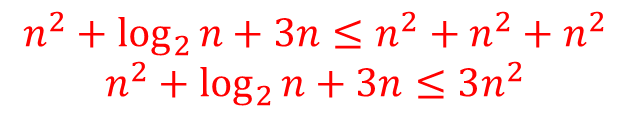 n² + log₂ n + 3n ≤ n² + n² + n²
n² + log₂ n + 3n ≤ 3n²